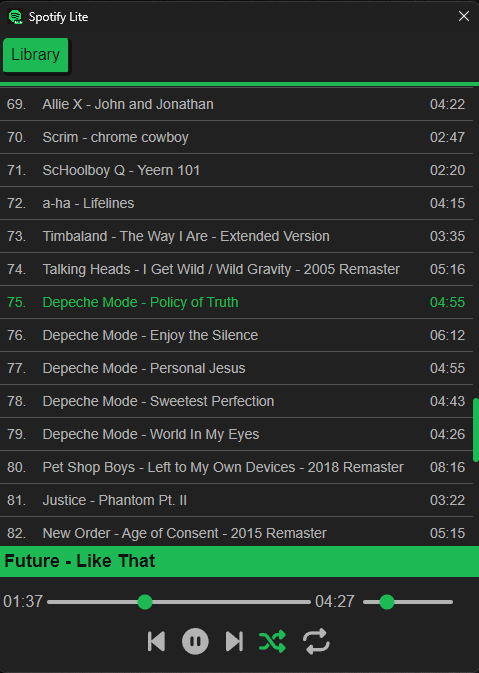 Spotify Lite
Library
69. Allie X - John and Jonathan 04:22
70. Scrim - chrome cowboy 02:47
71. ScHoolboy Q - Yeern 101 02:20
72. a-ha - Lifelines 04:15
73. Timbaland - The Way I Are - Extended Version 03:35
74. Talking Heads - I Get Wild / Wild Gravity - 2005 Remaster 05:16
75. Depeche Mode - Policy of Truth 04:55
76. Depeche Mode - Enjoy the Silence 06:12
77. Depeche Mode - Personal Jesus 04:55
78. Depeche Mode - Sweetest Perfection 04:43
79. Depeche Mode - World In My Eyes 04:26
80. Pet Shop Boys - Left to My Own Devices - 2018 Remaster 08:16
81. Justice - Phantom Pt. II 03:22
82. New Order - Age of Consent - 2015 Remaster 05:15
Future - Like That
01:37 04:27